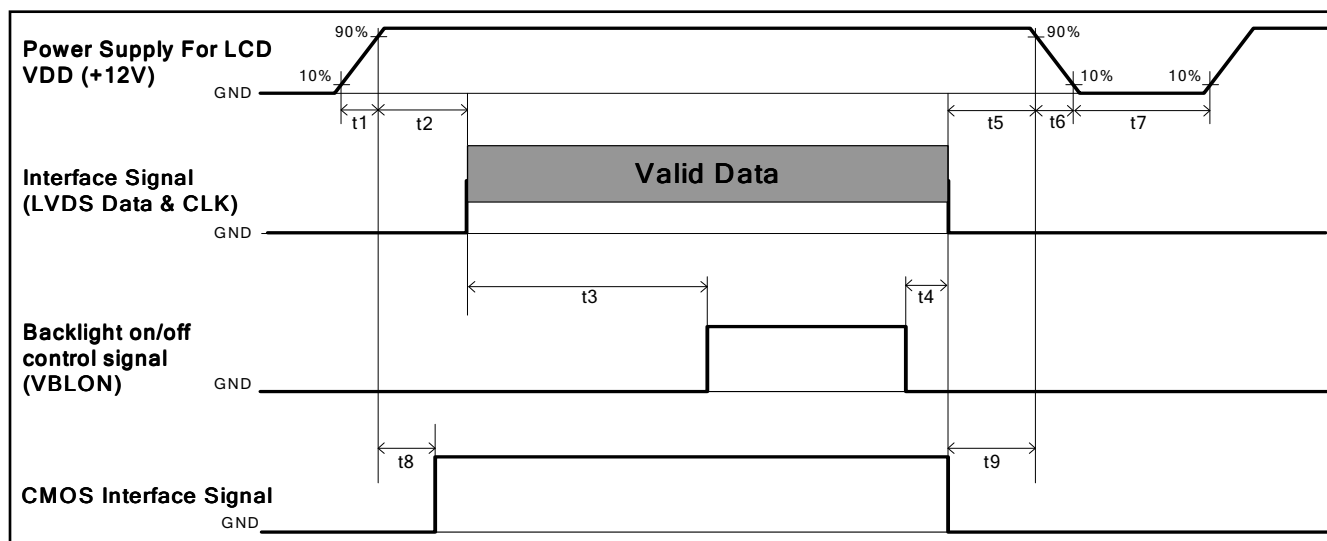 90%
90%
Power Supply For LCD
VDD (+12V)
10%
10%
10%
GND
t1
t2
t5
t6
t7
Valid Data
Interface Signal
(LVDS Data & CLK)
GND
t3
t4
Backlight on/off
control signal
(VBLON)
GND
t8
t9
CMOS Interface Signal
GND